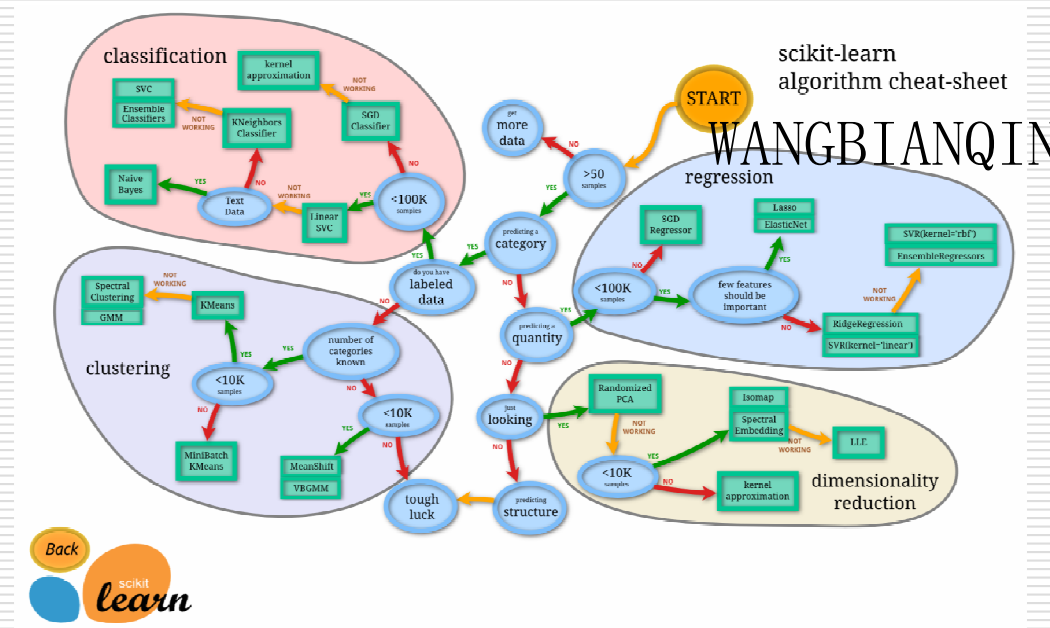 scikit-learn
algorithm cheat-sheet
START
WANGBIANQIN
classification
kernel
approximation
NOT
WORKING
SVC
Ensemble
Classifiers
NOT
WORKING
KNeighbors
Classifier
SGD
Classifier
NO
Naive
Bayes
YES
Text
Data
NO
NOT
WORKING
Linear
SVC
YES
<100K
samples
get
more
data
NO
>50
samples
YES
predicting a
category
YES
NO
do you have
labeled
data
YES
NO
predicting a
quantity
YES
NO
just
looking
YES
NO
predicting
structure
tough
luck
regression
SGD
Regressor
NO
<100K
samples
YES
few features
should be
important
YES
NO
Lasso
ElasticNet
SVR(kernel='rbf')
EnsembleRegressors
NOT
WORKING
RidgeRegression
SVR(kernel='linear')
clustering
Spectral
Clustering
GMM
NOT
WORKING
KMeans
YES
<10K
samples
NO
MiniBatch
KMeans
number of
categories
known
YES
NO
<10K
samples
YES
NO
MeanShift
VBGMM
dimensionality
reduction
Randomized
PCA
NOT
WORKING
<10K
samples
YES
NO
Isomap
Spectral
Embedding
NOT
WORKING
LLE
kernel
approximation
Back
scikit
learn